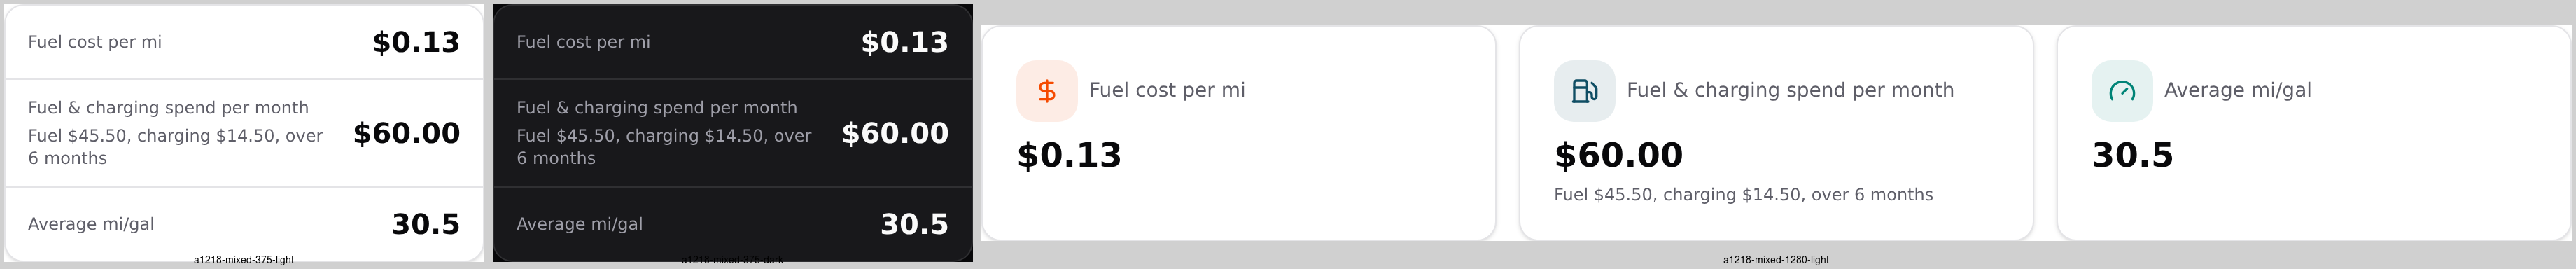 Fuel cost per mi
$0.13
Fuel & charging spend per month
Fuel $45.50, charging $14.50, over
6 months
$60.00
Average mi/gal
30.5
a1218-mixed-375-light
Fuel cost per mi
$0.13
Fuel & charging spend per month
Fuel $45.50, charging $14.50, over
6 months
$60.00
Average mi/gal
30.5
a1218-mixed-375-dark
$
Fuel cost per mi
$0.13
Fuel & charging spend per month
$60.00
Fuel $45.50, charging $14.50, over 6 months
Average mi/gal
30.5
a1218-mixed-1280-light